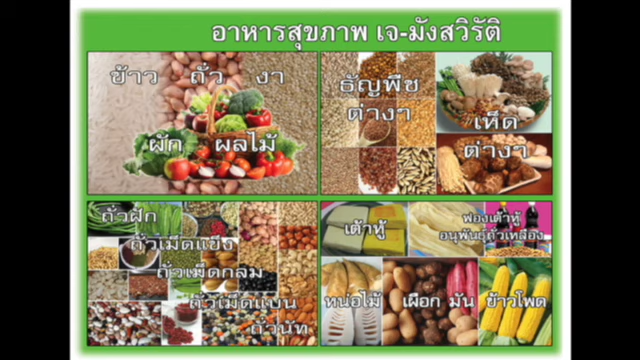 อาหารสุขภาพ เจ-มังสวิรัติ
ข้าว ถั่ว งา
ผัก ผลไม้
ธัญพืช
ต่างๆ
เห็ด
ต่างๆ
ถั่วฝัก
ถั่วเมล็ดแข็ง
ถั่วเมล็ดกลม
ถั่วเมล็ดแบน
ถั่วนัท
เต้าหู้
ฟองเต้าหู้
อนุพันธุ์ถั่วเหลือง
หน่อไม้
เผือก มัน
ข้าวโพด